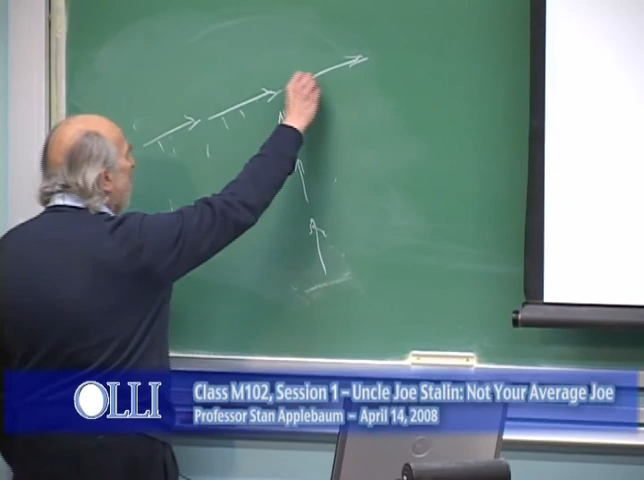 OLLI
Class M102, Session 1 – Uncle Joe Stalin: Not Your Average Joe
Professor Stan Applebaum – April 14, 2008